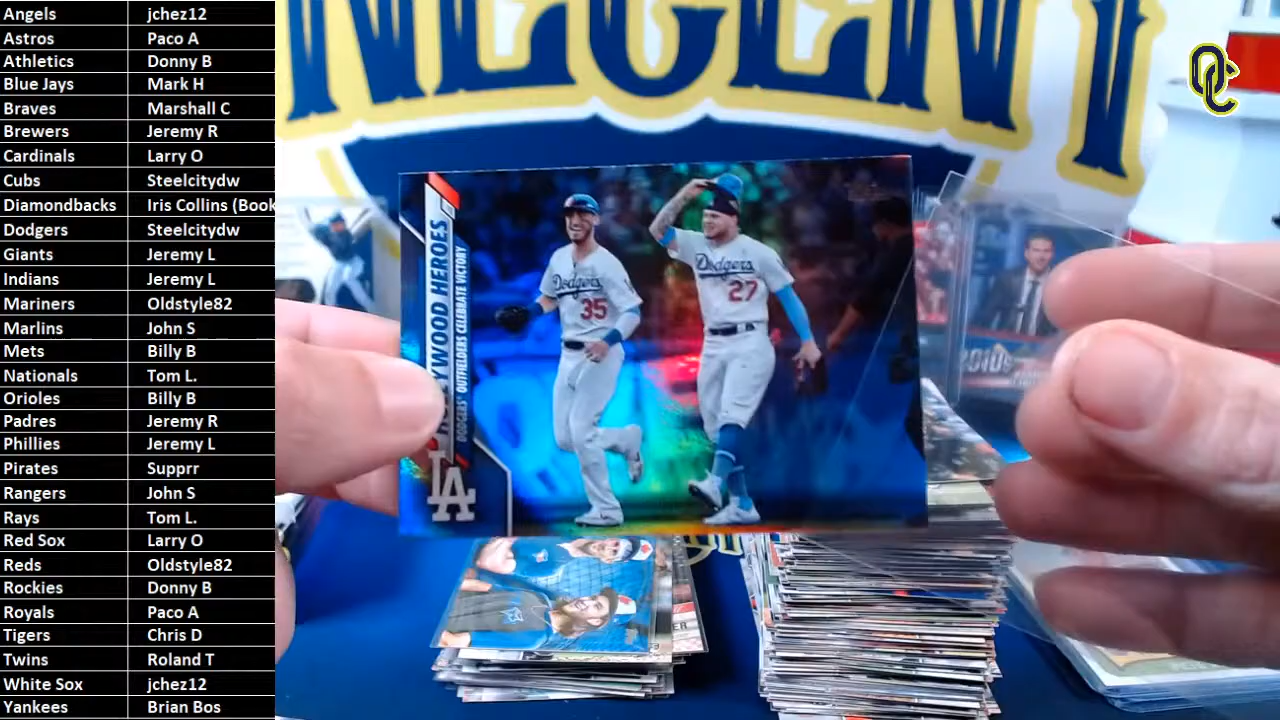 Angels jchez12
Astros Paco A
Athletics Donny B
Blue Jays Mark H
Braves Marshall C
Brewers Jeremy R
Cardinals Larry O
Cubs Steelcitydw
Diamondbacks Iris Collins (Book
Dodgers Steelcitydw
Giants Jeremy L
Indians Jeremy L
Mariners Oldstyle82
Marlins John S
Mets Billy B
Nationals Tom L.
Orioles Billy B
Padres Jeremy R
Phillies Jeremy L
Pirates Supprr
Rangers John S
Rays Tom L.
Red Sox Larry O
Reds Oldstyle82
Rockies Donny B
Royals Paco A
Tigers Chris D
Twins Roland T
White Sox jchez12
Yankees Brian Bos
OC
HEROES
DODGERS' OUTFIELDERS CELEBRATE VICTORY
LA
Dodgers
35
Dodgers
27